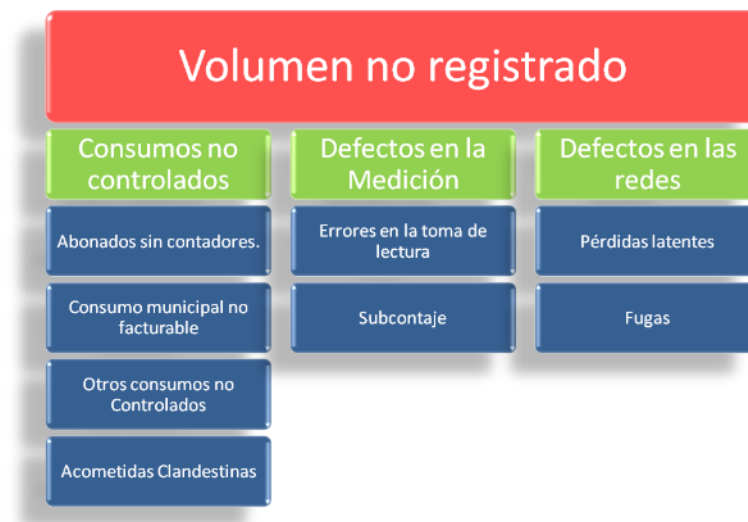 Volumen no registrado
Consumos no
controlados
Abonados sin contadores.
Consumo municipal no
facturable
Otros consumos no
Controlados
Acometidas Clandestinas
Defectos en la
Medición
Errores en la toma de
lectura
Subcontaje
Defectos en las
redes
Pérdidas latentes
Fugas